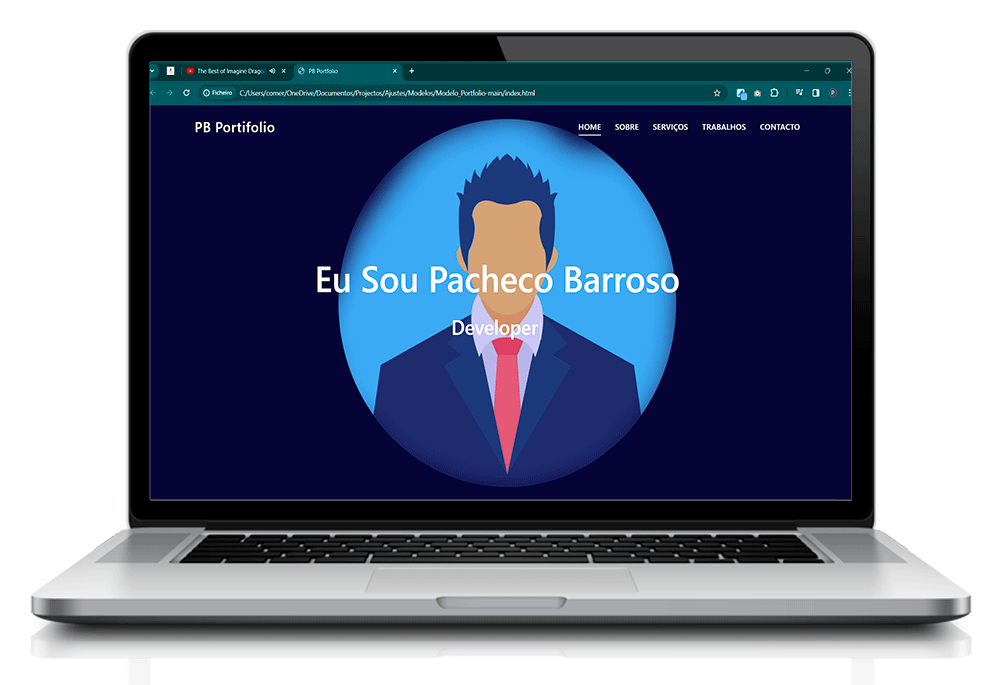 The Best of Imagine Drago
PB Portfolio
Ficheiro
C:/Users/comer/OneDrive/Documentos/Projectos/Ajustes/Modelos/Modelo_Portfolio-main/index.html
PB Portifolio
HOME SOBRE SERVIÇOS TRABALHOS CONTACTO
Eu Sou Pacheco Barroso
Developer